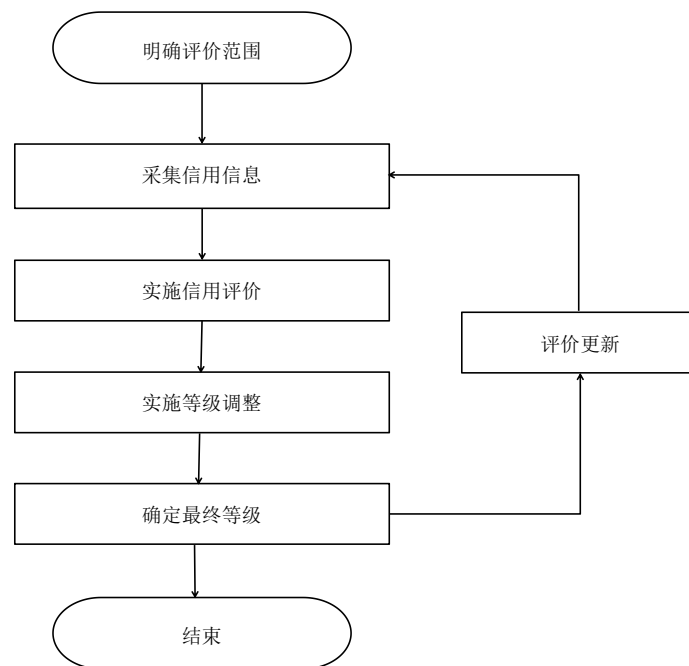 明确评价范围
采集信用信息
实施信用评价
评价更新
实施等级调整
确定最终等级
结束